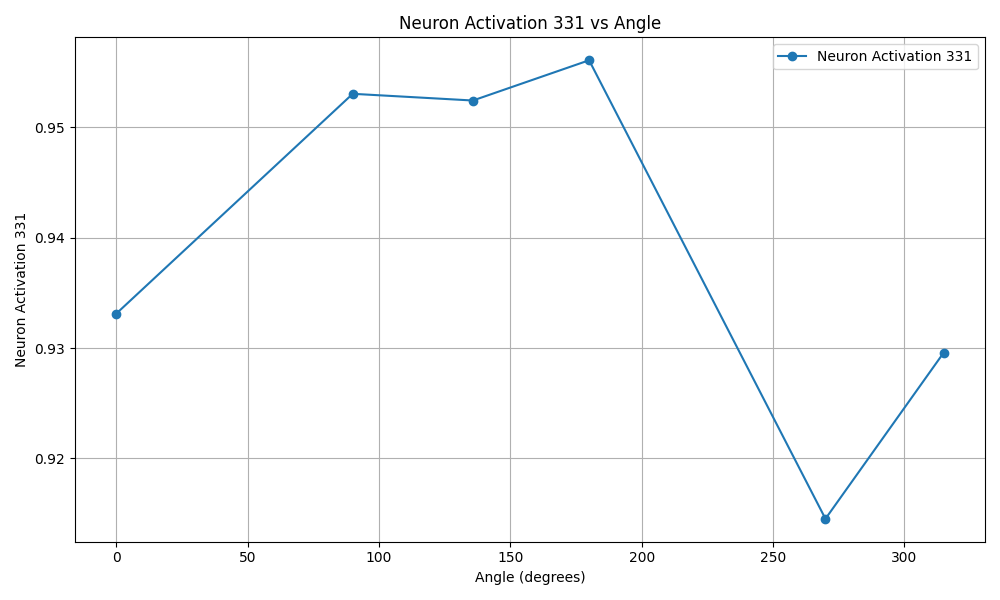 Neuron Activation 331 vs Angle
Neuron Activation 331
0.95
0.94
0.93
0.92
Neuron Activation 331
0
50
100
150
200
250
300
Angle (degrees)